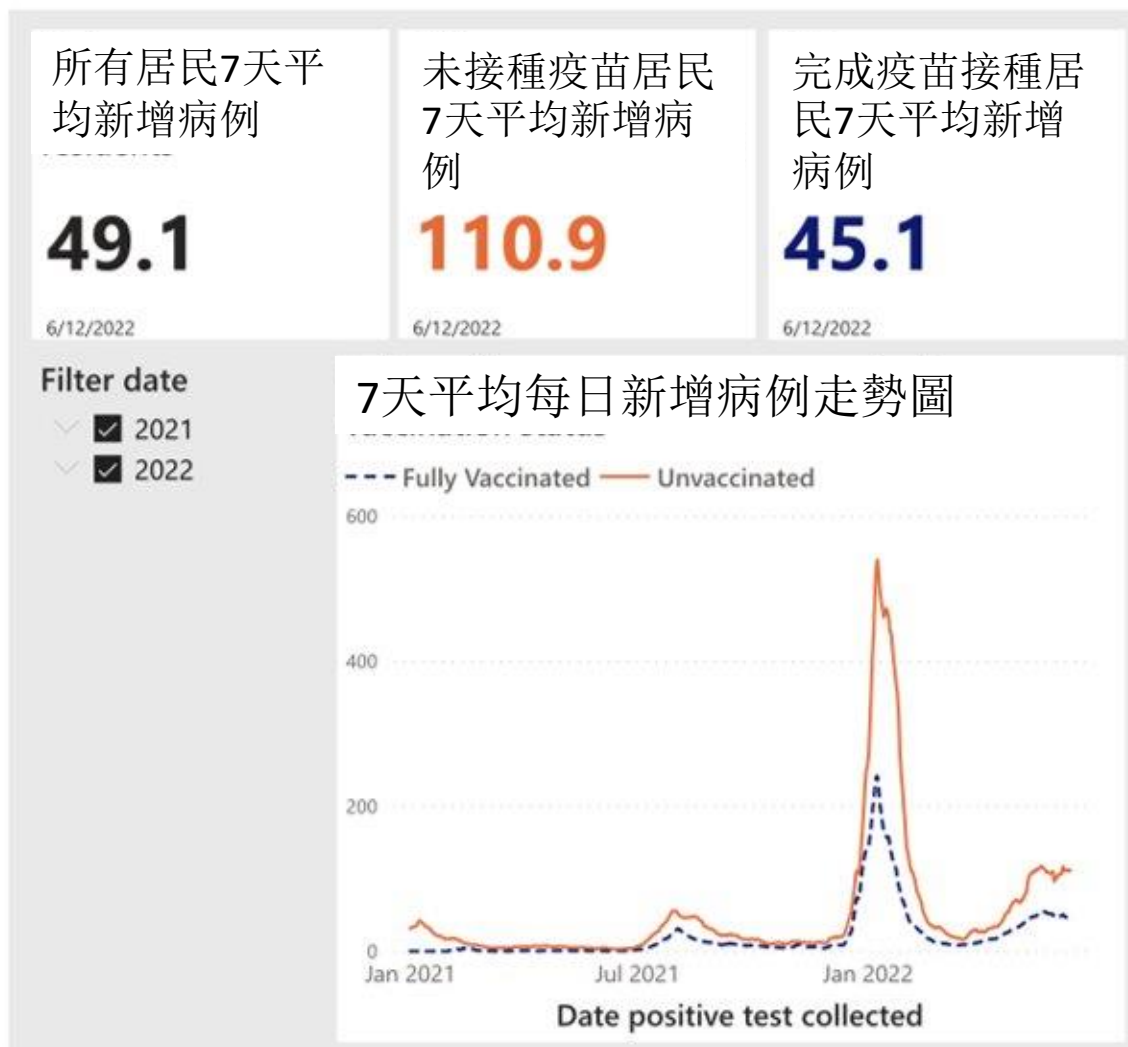 所有居民7天平
均新增病例
49.1
6/12/2022
未接種疫苗居民
7天平均新增病
例
110.9
6/12/2022
完成疫苗接種居
民7天平均新增
病例
45.1
6/12/2022
Filter date
2021
2022
7天平均每日新增病例走勢圖
Fully Vaccinated
Unvaccinated
600
400
200
0
Jan 2021
Jul 2021
Jan 2022
Date positive test collected